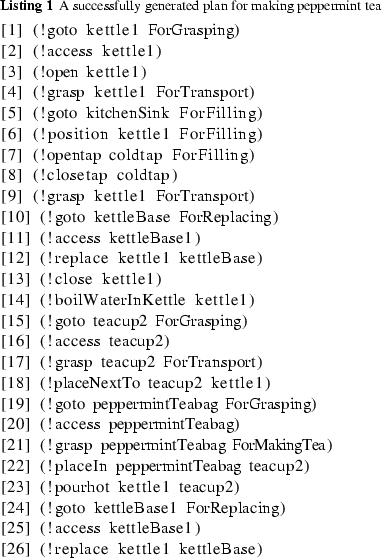 Listing 1 A successfully generated plan for making peppermint tea
[1] (!goto kettle1 ForGrasping)
[2] (!access kettle1)
[3] (!open kettle1)
[4] (!grasp kettle1 ForTransport)
[5] (!goto kitchenSink ForFilling)
[6] (!position kettle1 ForFilling)
[7] (!opentap coldtap ForFilling)
[8] (!closetap coldtap)
[9] (!grasp kettle1 ForTransport)
[10] (!goto kettleBase ForReplacing)
[11] (!access kettleBase1)
[12] (!replace kettle1 kettleBase)
[13] (!close kettle1)
[14] (!boilWaterInKettle kettle1)
[15] (!goto teacup2 ForGrasping)
[16] (!access teacup2)
[17] (!grasp teacup2 ForTransport)
[18] (!placeNextTo teacup2 kettle1)
[19] (!goto peppermintTeabag ForGrasping)
[20] (!access peppermintTeabag)
[21] (!grasp peppermintTeabag ForMakingTea)
[22] (!placeIn peppermintTeabag teacup2)
[23] (!pourhot kettle1 teacup2)
[24] (!goto kettleBase1 ForReplacing)
[25] (!access kettleBase1)
[26] (!replace kettle1 kettleBase)